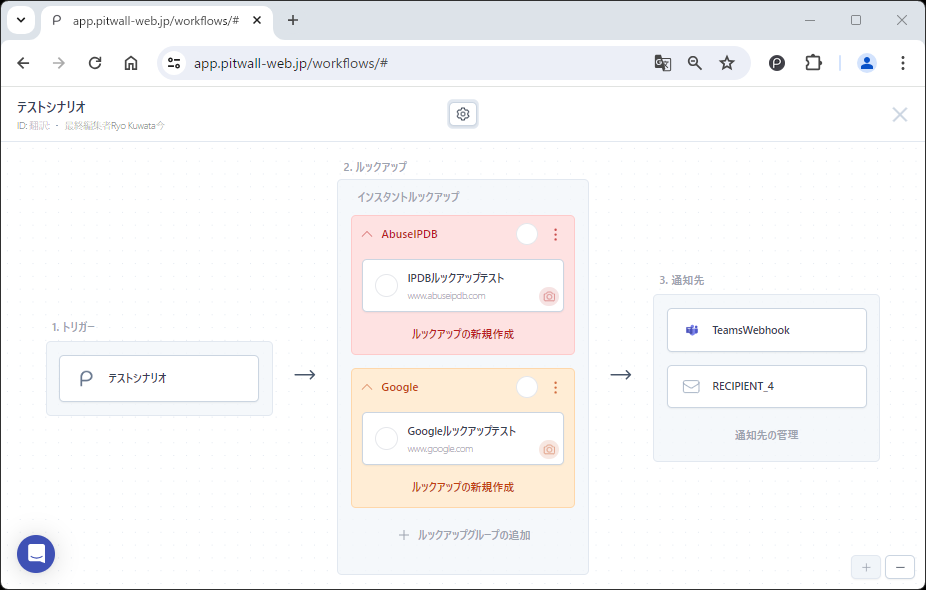 app.pitwall-web.jp/workflows/#
app.pitwall-web.jp/workflows/#
テストシナリオ
ID: 翻訳: ・ 最終編集者Ryo Kuwata今
2. ルックアップ
インスタントルックアップ
AbuseIPDB
IPDBルックアップテスト
www.abuseipdb.com
ルックアップの新規作成
Google
Googleルックアップテスト
www.google.com
ルックアップの新規作成
ルックアップグループの追加
1. トリガー
テストシナリオ
3. 通知先
TeamsWebhook
RECIPIENT_4
通知先の管理